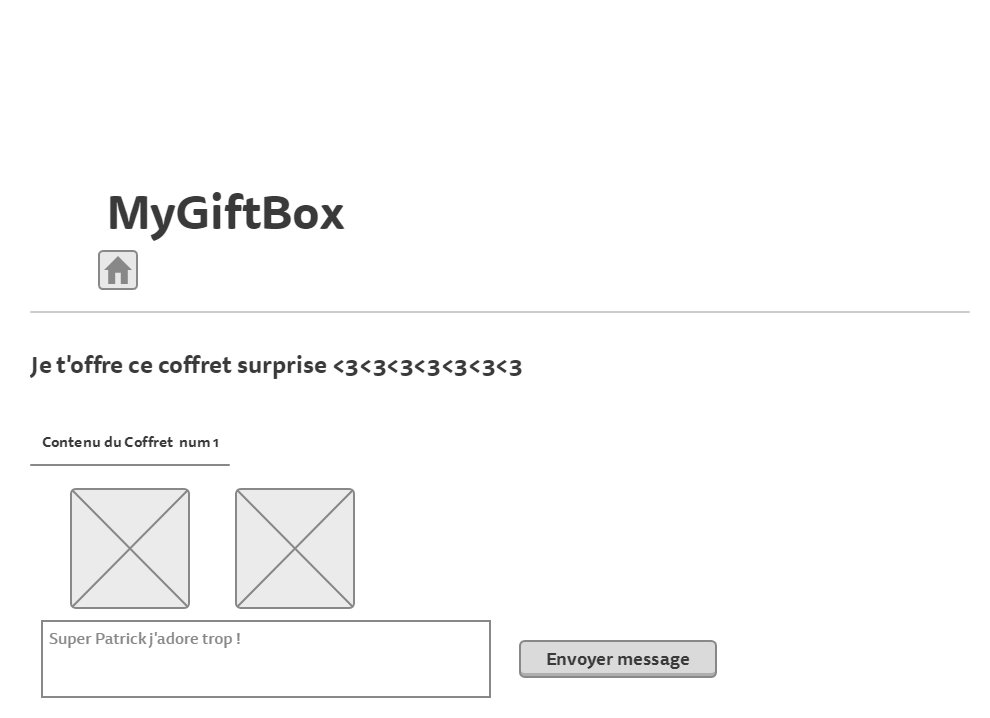 MyGiftBox
Je t'offre ce coffret surprise <3<3<3<3<3<3<3
Contenu du Coffret num 1
Super Patrick j'adore trop !
Envoyer message